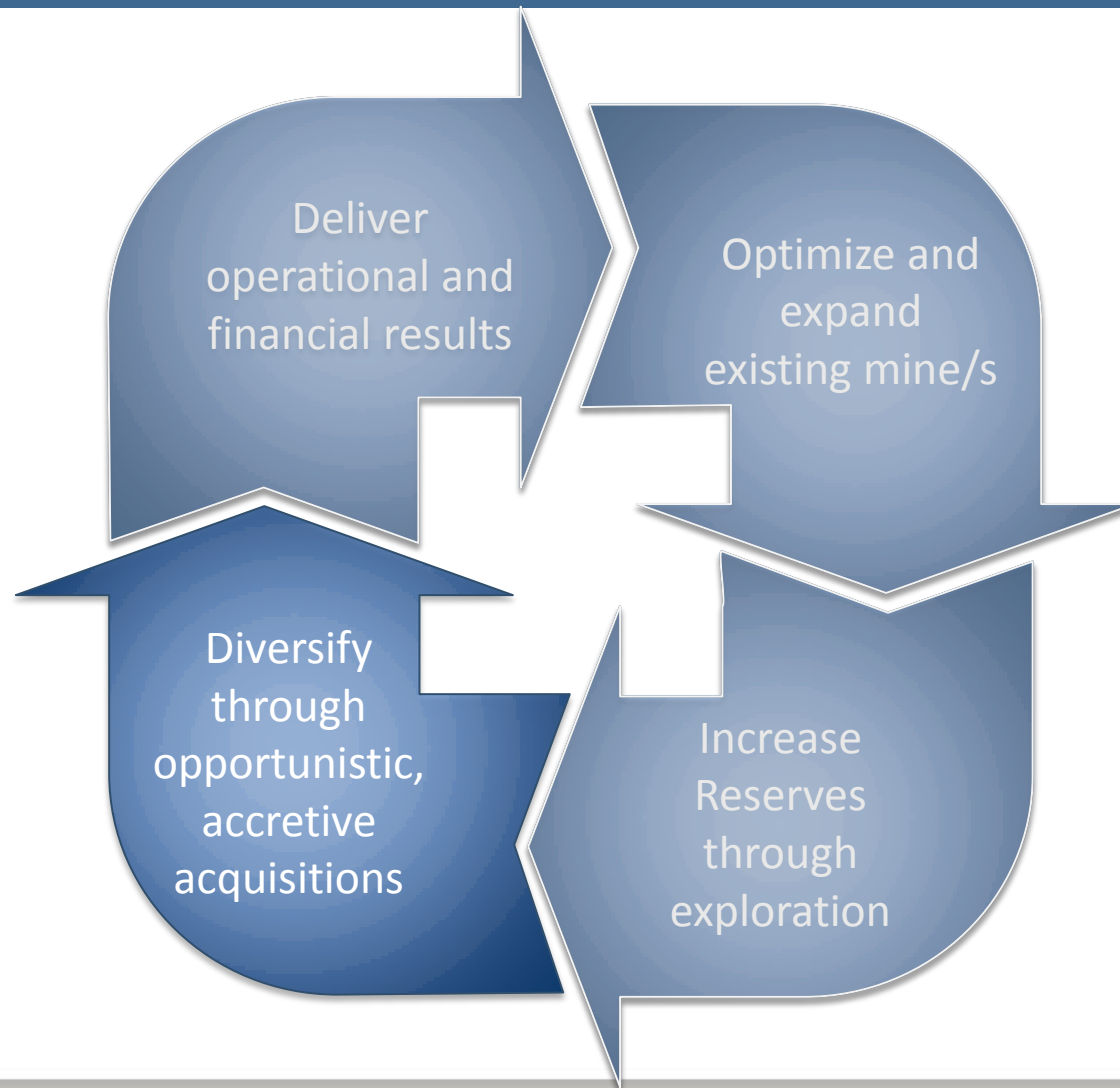 Deliver
operational and
financial results
Optimize and
expand
existing mine/s
Increase
Reserves
through
exploration
Diversify
through
opportunistic,
accretive
acquisitions